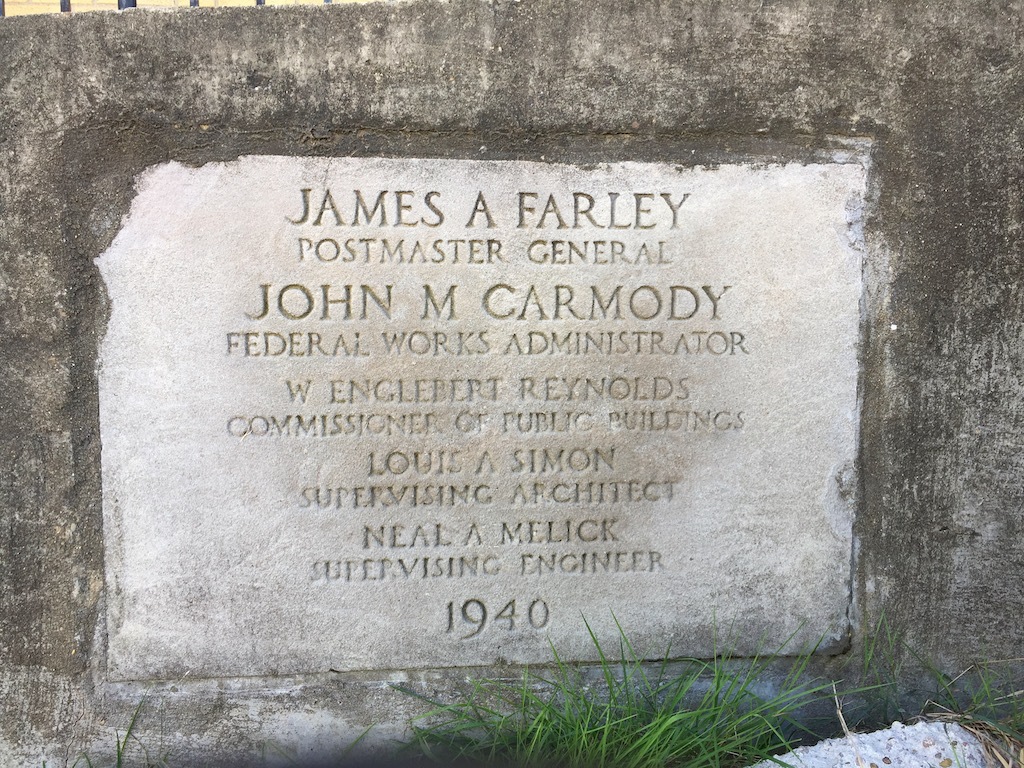 JAMES A FARLEY
POSTMASTER GENERAL
JOHN M CARMODY
FEDERAL WORKS ADMINISTRATOR
W ENGLEBERT REYNOLDS
COMMISSIONER OF PUBLIC BUILDINGS
LOUIS A SIMON
SUPERVISING ARCHITECT
NEAL A MELICK
SUPERVISING ENGINEER
1940